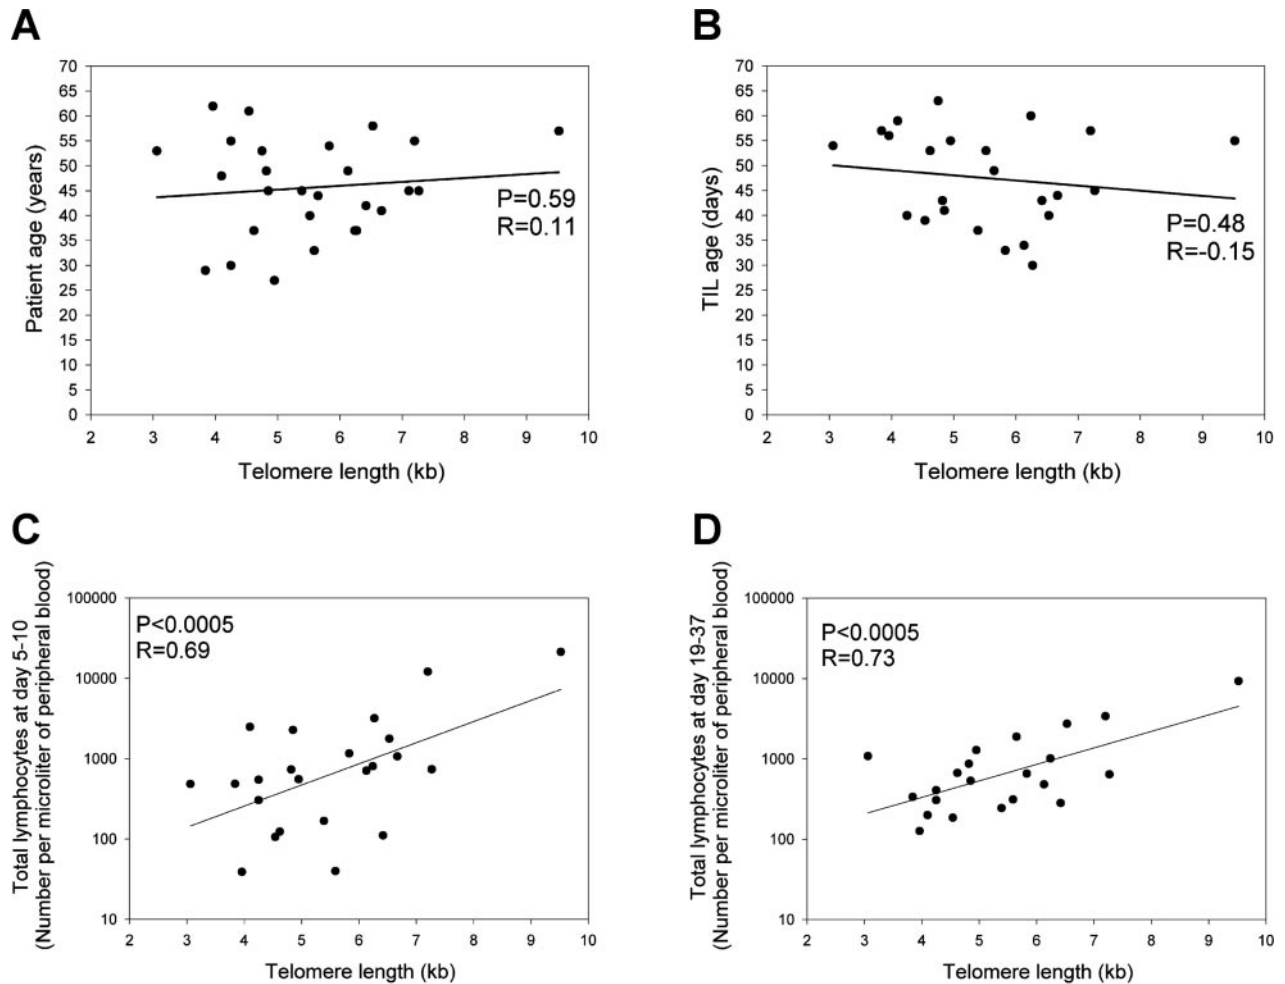 A
70
65
60
55
50
45
40
35
30
25
20
15
10
5
0
Patient age (years)
P=0.59
R=0.11
2 3 4 5 6 7 8 9 10
Telomere length (kb)
B
70
65
60
55
50
45
40
35
30
25
20
15
10
5
0
TIL age (days)
P=0.48
R=-0.15
2 3 4 5 6 7 8 9 10
Telomere length (kb)
C
Total lymphocytes at day 5-10
(Number per microliter of peripheral blood)
100000
10000
1000
100
10
P<0.0005
R=0.69
2 3 4 5 6 7 8 9 10
Telomere length (kb)
D
Total lymphocytes at day 19-37
(Number per microliter of peripheral blood)
100000
10000
1000
100
10
P<0.0005
R=0.73
2 3 4 5 6 7 8 9 10
Telomere length (kb)